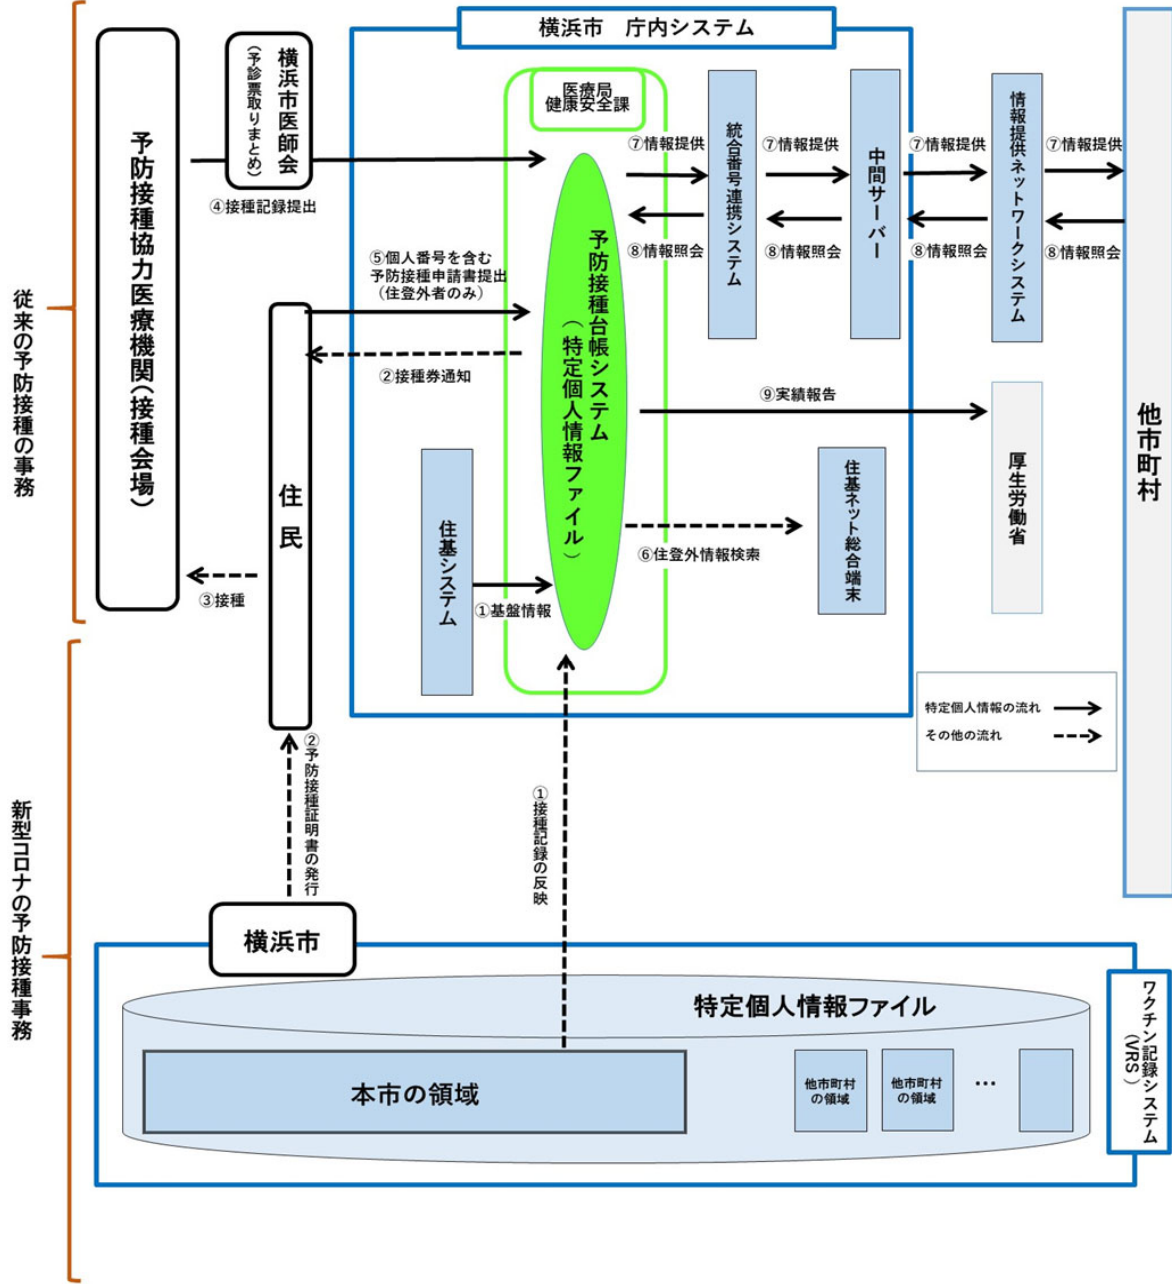 横浜市　庁内システム
従来の予防接種の事務
予防接種協力医療機関(接種会場)
横浜市医師会
(予診票取りまとめ)
④接種記録提出
医療局
健康安全課
予防接種台帳システム
(特定個人情報ファイル)
⑦情報提供
⑧情報照会
統合番号連携システム
⑦情報提供
⑧情報照会
中間サーバー
⑦情報提供
⑧情報照会
情報提供ネットワークシステム
⑦情報提供
⑧情報照会
他市町村
⑤個人番号を含む
予防接種申請書提出
(住登外者のみ)
②接種券通知
住民
③接種
住基システム
①基盤情報
⑨実績報告
厚生労働省
⑥住登外情報検索
住基ネット総合端末
特定個人情報の流れ
その他の流れ
新型コロナの予防接種事務
②予防接種証明書の発行
①接種記録の反映
横浜市
特定個人情報ファイル
本市の領域
他市町村
の領域
他市町村
の領域
…
ワクチン記録システム
(VRS)